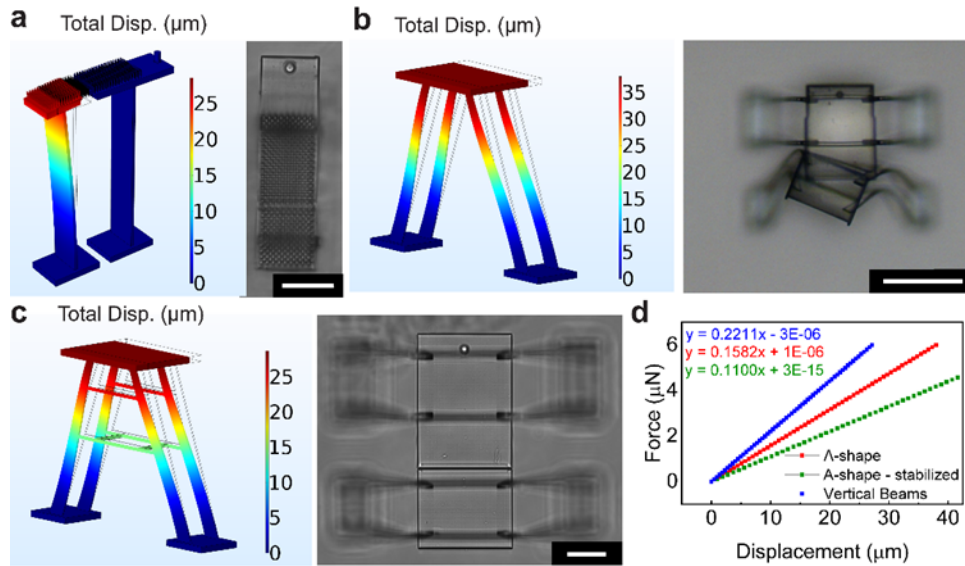 a
Total Disp. (μm)
25
20
15
10
5
0
b
Total Disp. (μm)
35
30
25
20
15
10
5
0
c
Total Disp. (μm)
25
20
15
10
5
0
d
y = 0.2211x - 3E-06
y = 0.1582x + 1E-06
y = 0.1100x + 3E-15
6
4
2
0
Force (μN)
Λ-shape
A-shape - stabilized
Vertical Beams
0
10
20
30
40
Displacement (μm)